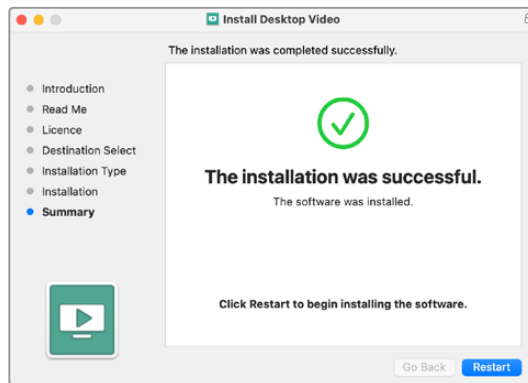 Install Desktop Video
The installation was completed successfully.
Introduction
Read Me
Licence
Destination Select
Installation Type
Installation
Summary
The installation was successful.
The software was installed.
Click Restart to begin installing the software.
Go Back
Restart